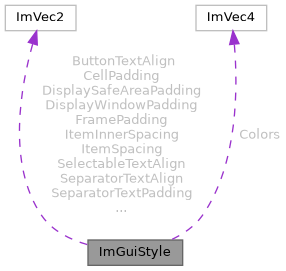 ImVec2
ImVec4
ButtonTextAlign
CellPadding
DisplaySafeAreaPadding
DisplayWindowPadding
FramePadding
ItemInnerSpacing
ItemSpacing
SelectableTextAlign
SeparatorTextAlign
SeparatorTextPadding
...
Colors
ImGuiStyle